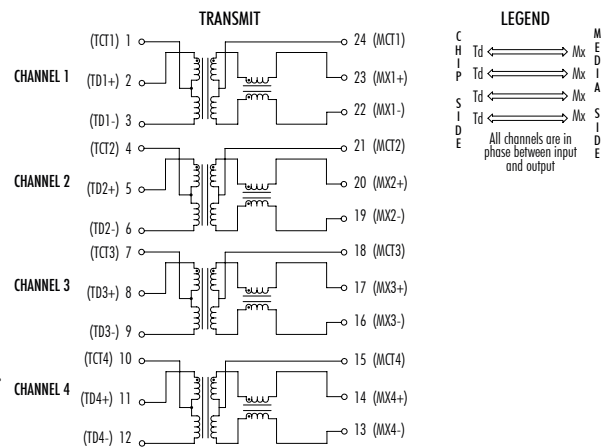 TRANSMIT
CHANNEL 1
(TCT1) 1
(TD1+) 2
(TD1-) 3
24 (MCT1)
23 (MX1+)
22 (MX1-)
CHANNEL 2
(TCT2) 4
(TD2+) 5
(TD2-) 6
21 (MCT2)
20 (MX2+)
19 (MX2-)
CHANNEL 3
(TCT3) 7
(TD3+) 8
(TD3-) 9
18 (MCT3)
17 (MX3+)
16 (MX3-)
CHANNEL 4
(TCT4) 10
(TD4+) 11
(TD4-) 12
15 (MCT4)
14 (MX4+)
13 (MX4-)
LEGEND
CHIP SIDE
Td Mx
Td Mx
Td Mx
Td Mx
MEDIA SIDE
All channels are in
phase between input
and output